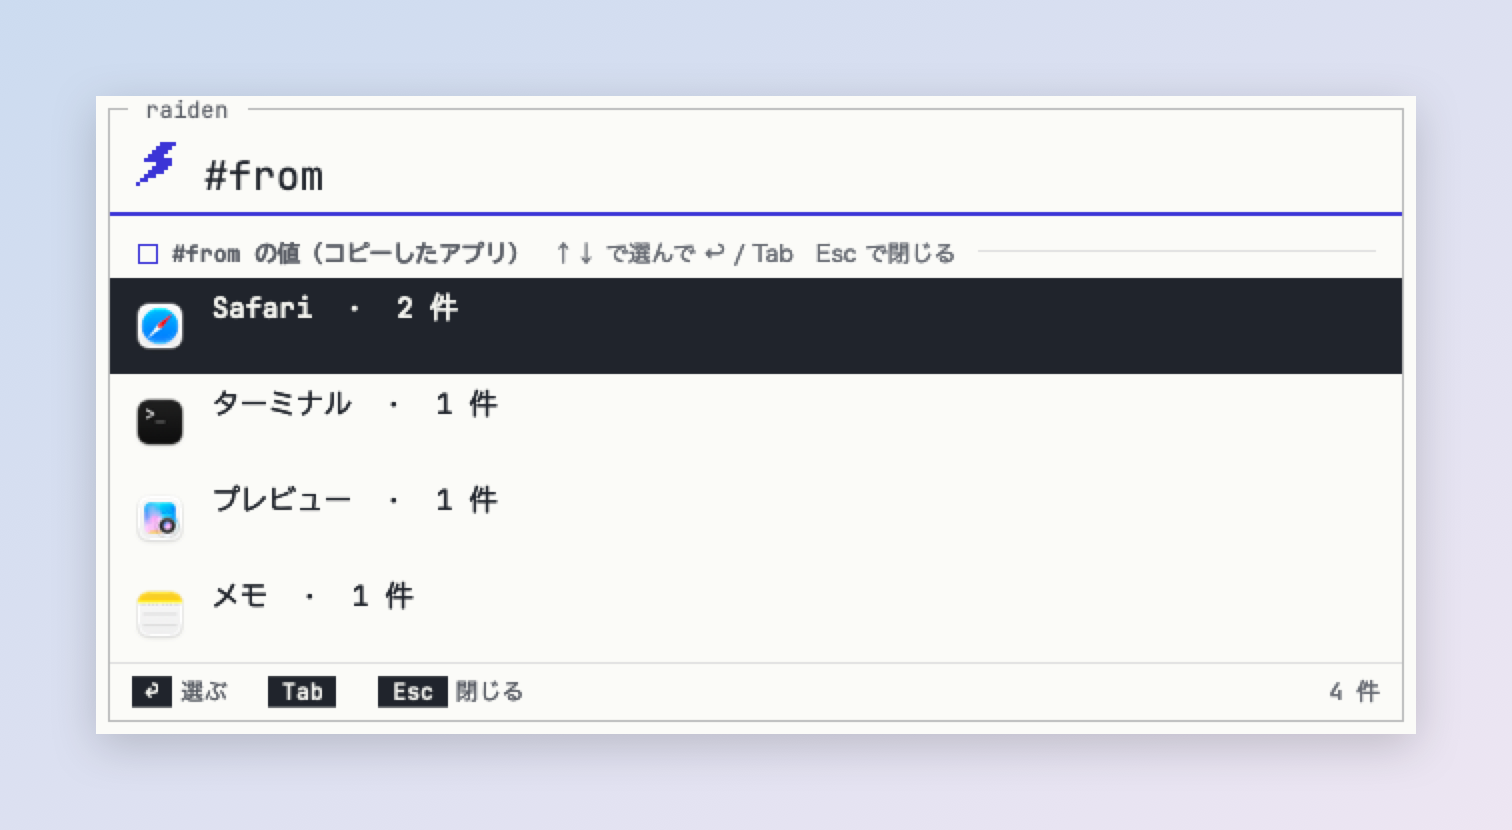 raiden
#from
#from の値（コピーしたアプリ） ↑↓ で選んで ⏎ / Tab Esc で閉じる
Safari · 2 件
ターミナル · 1 件
プレビュー · 1 件
メモ · 1 件
⏎ 選ぶ Tab Esc 閉じる 4 件